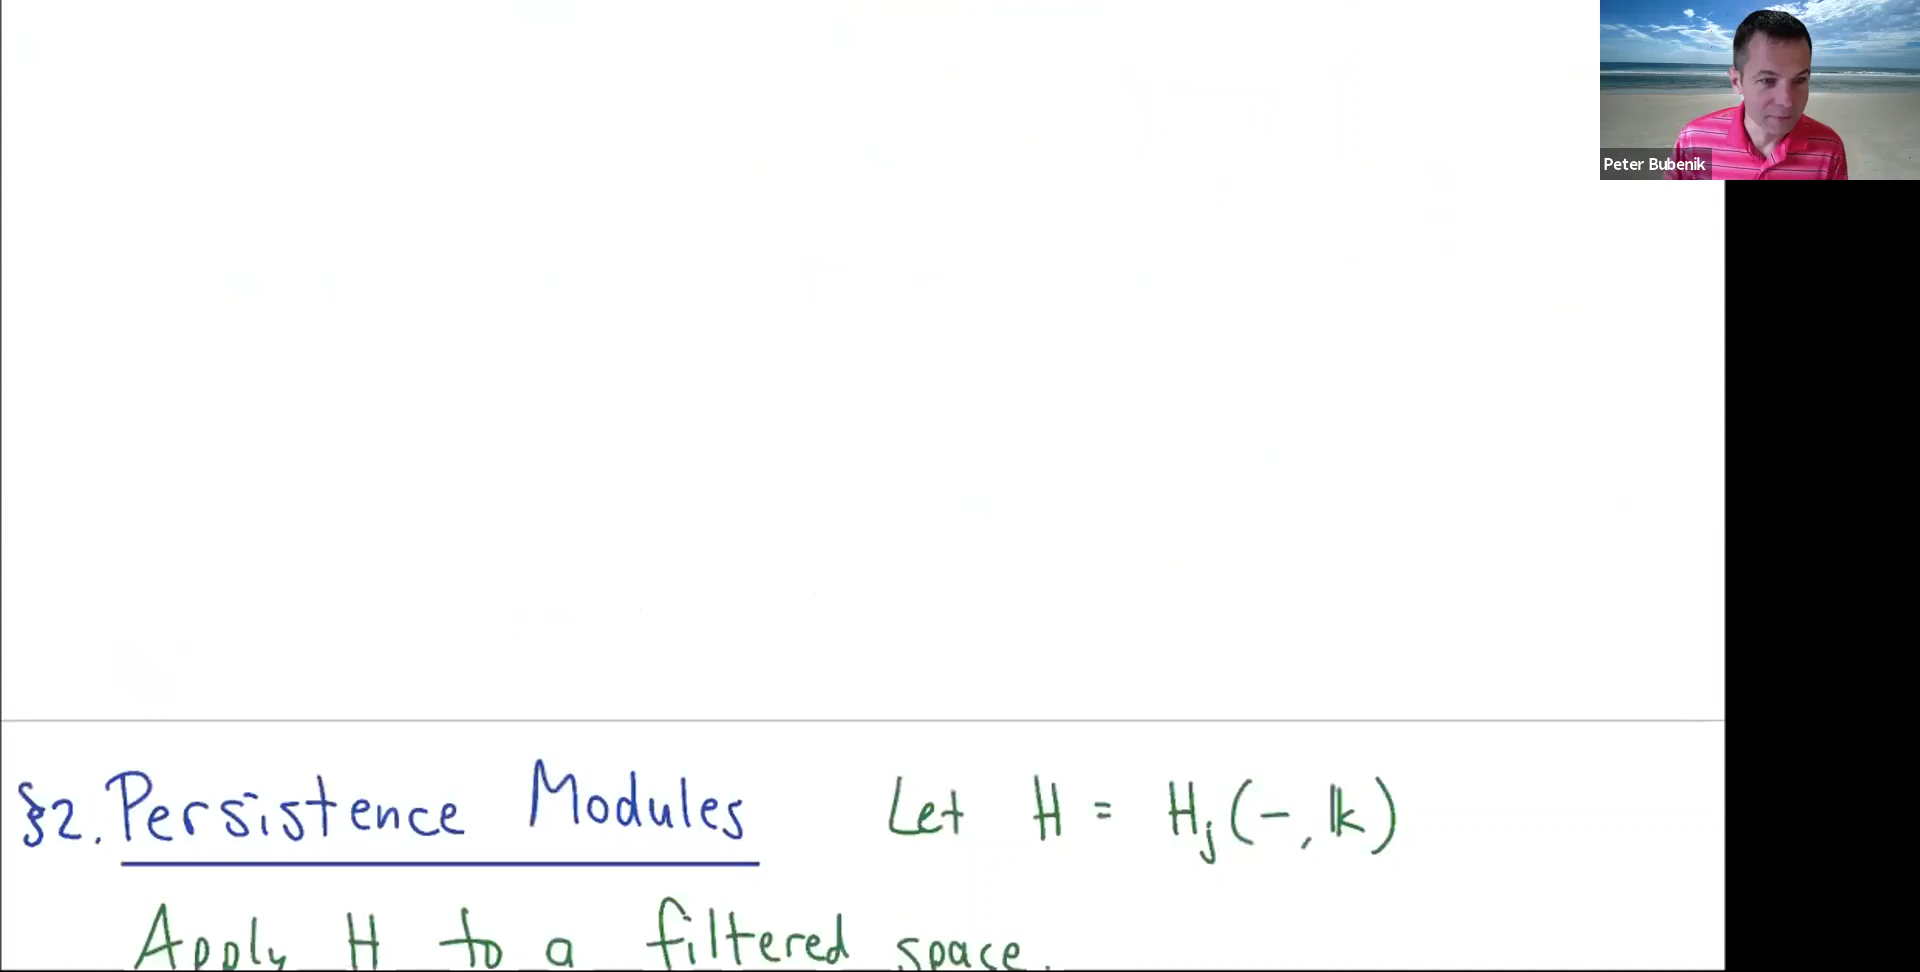 Peter Bubenik
§2. Persistence Modules Let H = Hj(-, 𝕜)
Apply H to a filtered space.